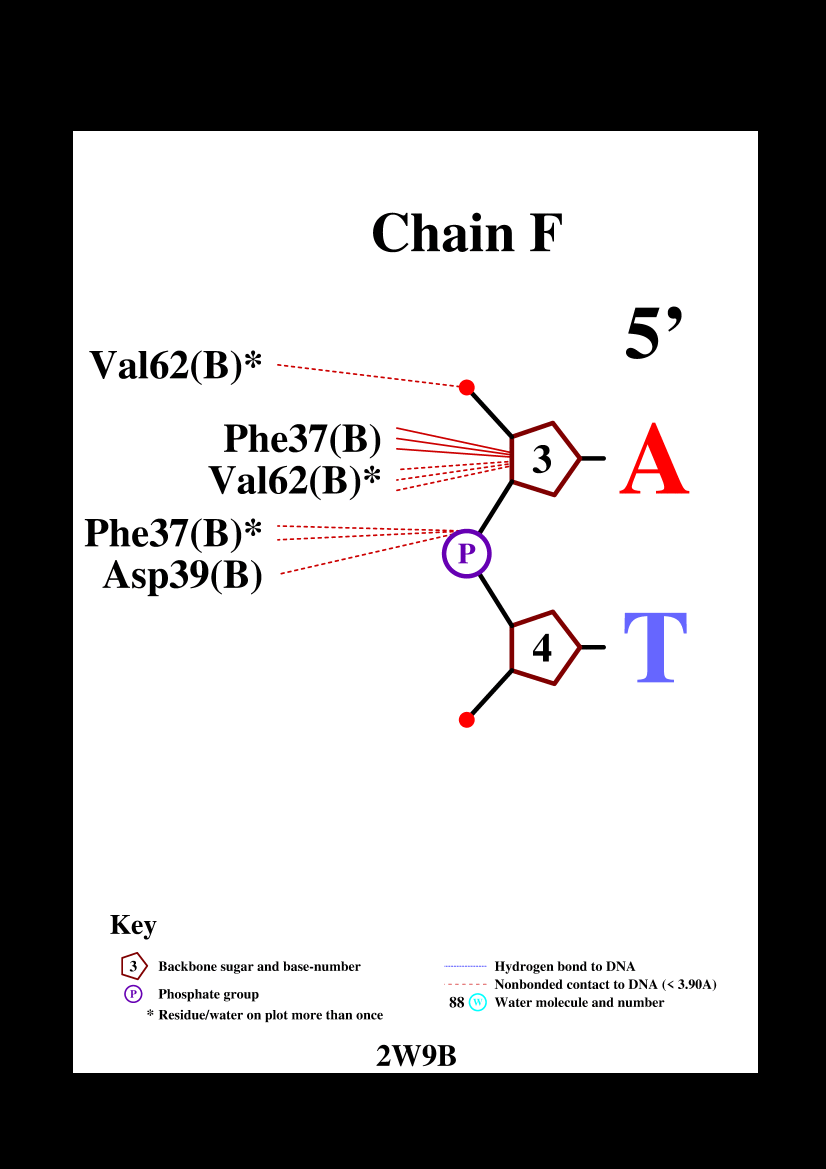 Chain F
5’
Val62(B)*
Phe37(B)
3
A
Val62(B)*
Phe37(B)*
P
Asp39(B)
4
T
Key
3 Backbone sugar and base-number
P Phosphate group
* Residue/water on plot more than once
Hydrogen bond to DNA
Nonbonded contact to DNA (< 3.90A)
88 W Water molecule and number
2W9B